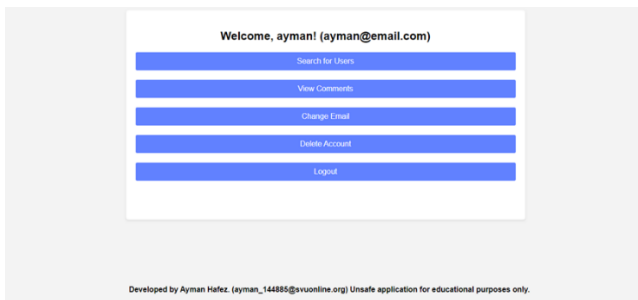 Welcome, ayman! (ayman@email.com)
Search for Users
View Comments
Change Email
Delete Account
Logout
Developed by Ayman Hafez. (ayman_144885@svuonline.org) Unsafe application for educational purposes only.